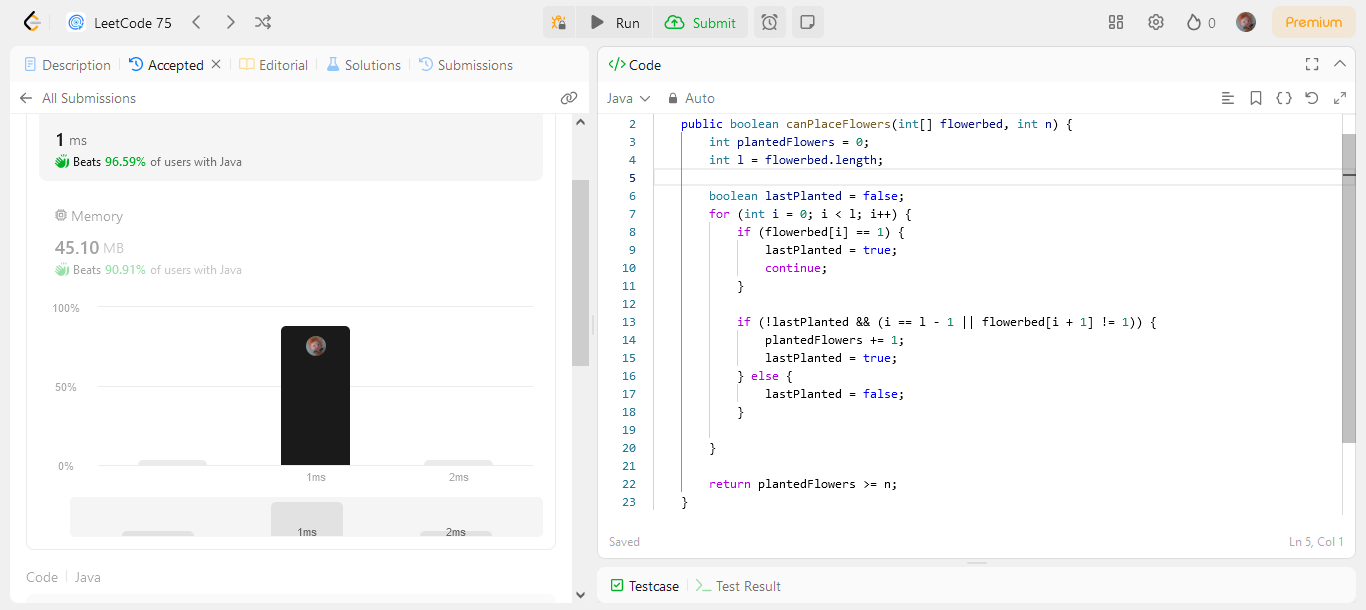 LeetCode 75
Run
Submit
0
Premium
Description
Accepted
Editorial
Solutions
Submissions
All Submissions
1 ms
Beats 96.59% of users with Java
Memory
45.10 MB
Beats 90.91% of users with Java
100%
50%
0%
1ms
2ms
1ms
2ms
Code
Java
</> Code
Java
Auto
2 public boolean canPlaceFlowers(int[] flowerbed, int n) {
3 int plantedFlowers = 0;
4 int l = flowerbed.length;
5
6 boolean lastPlanted = false;
7 for (int i = 0; i < l; i++) {
8 if (flowerbed[i] == 1) {
9 lastPlanted = true;
10 continue;
11 }
12
13 if (!lastPlanted && (i == l - 1 || flowerbed[i + 1] != 1)) {
14 plantedFlowers += 1;
15 lastPlanted = true;
16 } else {
17 lastPlanted = false;
18 }
19
20 }
21
22 return plantedFlowers >= n;
23 }
Saved
Ln 5, Col 1
Testcase
Test Result